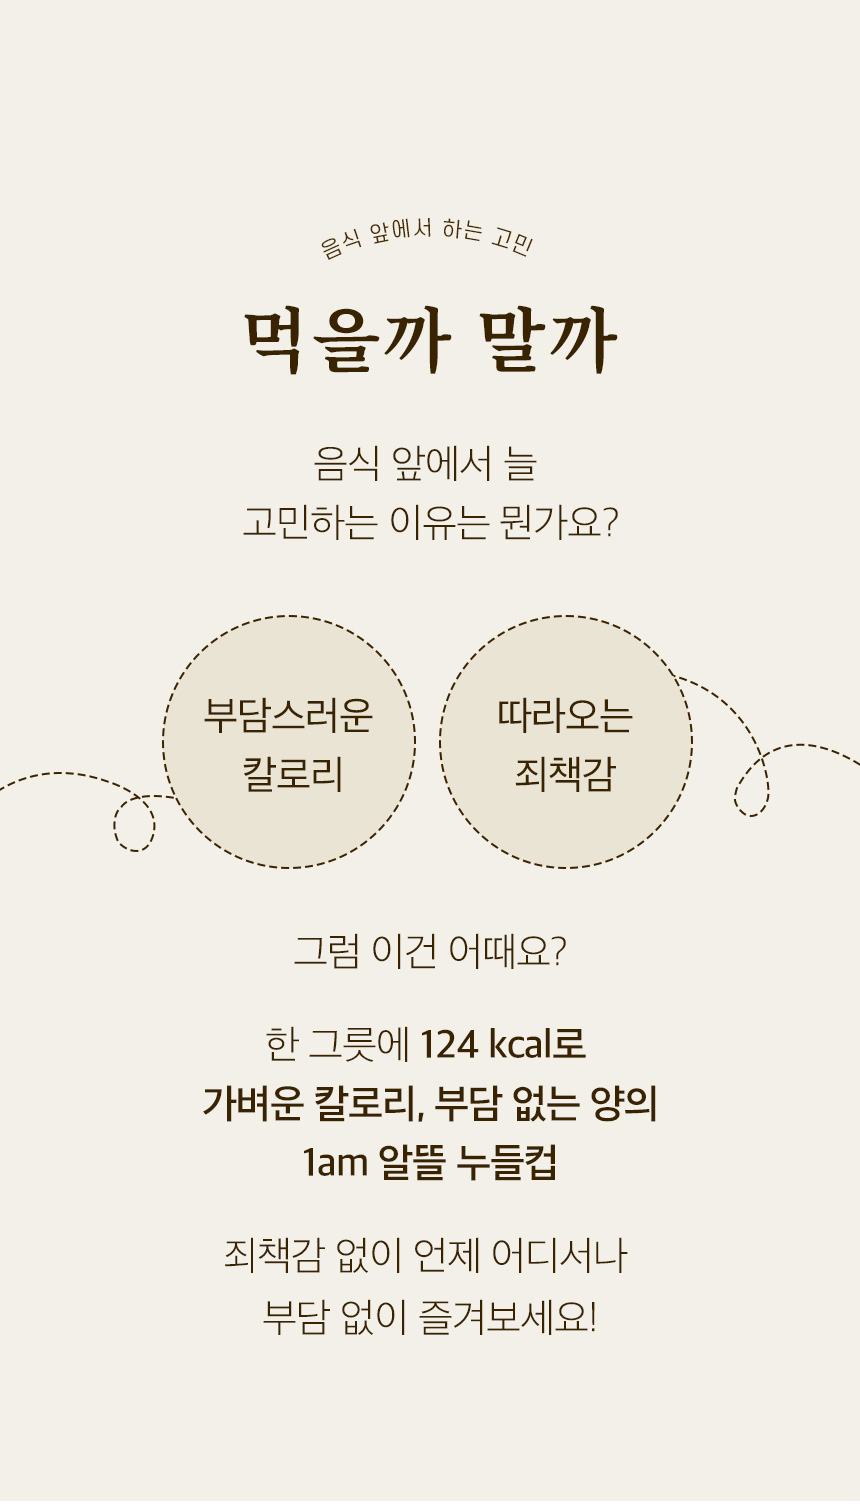 음식 앞에서 하는 고민
먹을까 말까
음식 앞에서 늘
고민하는 이유는 뭔가요?
부담스러운
칼로리
따라오는
죄책감
그럼 이건 어때요?
한 그릇에 124 kcal로
가벼운 칼로리, 부담 없는 양의
1am 알뜰 누들컵
죄책감 없이 언제 어디서나
부담 없이 즐겨보세요!